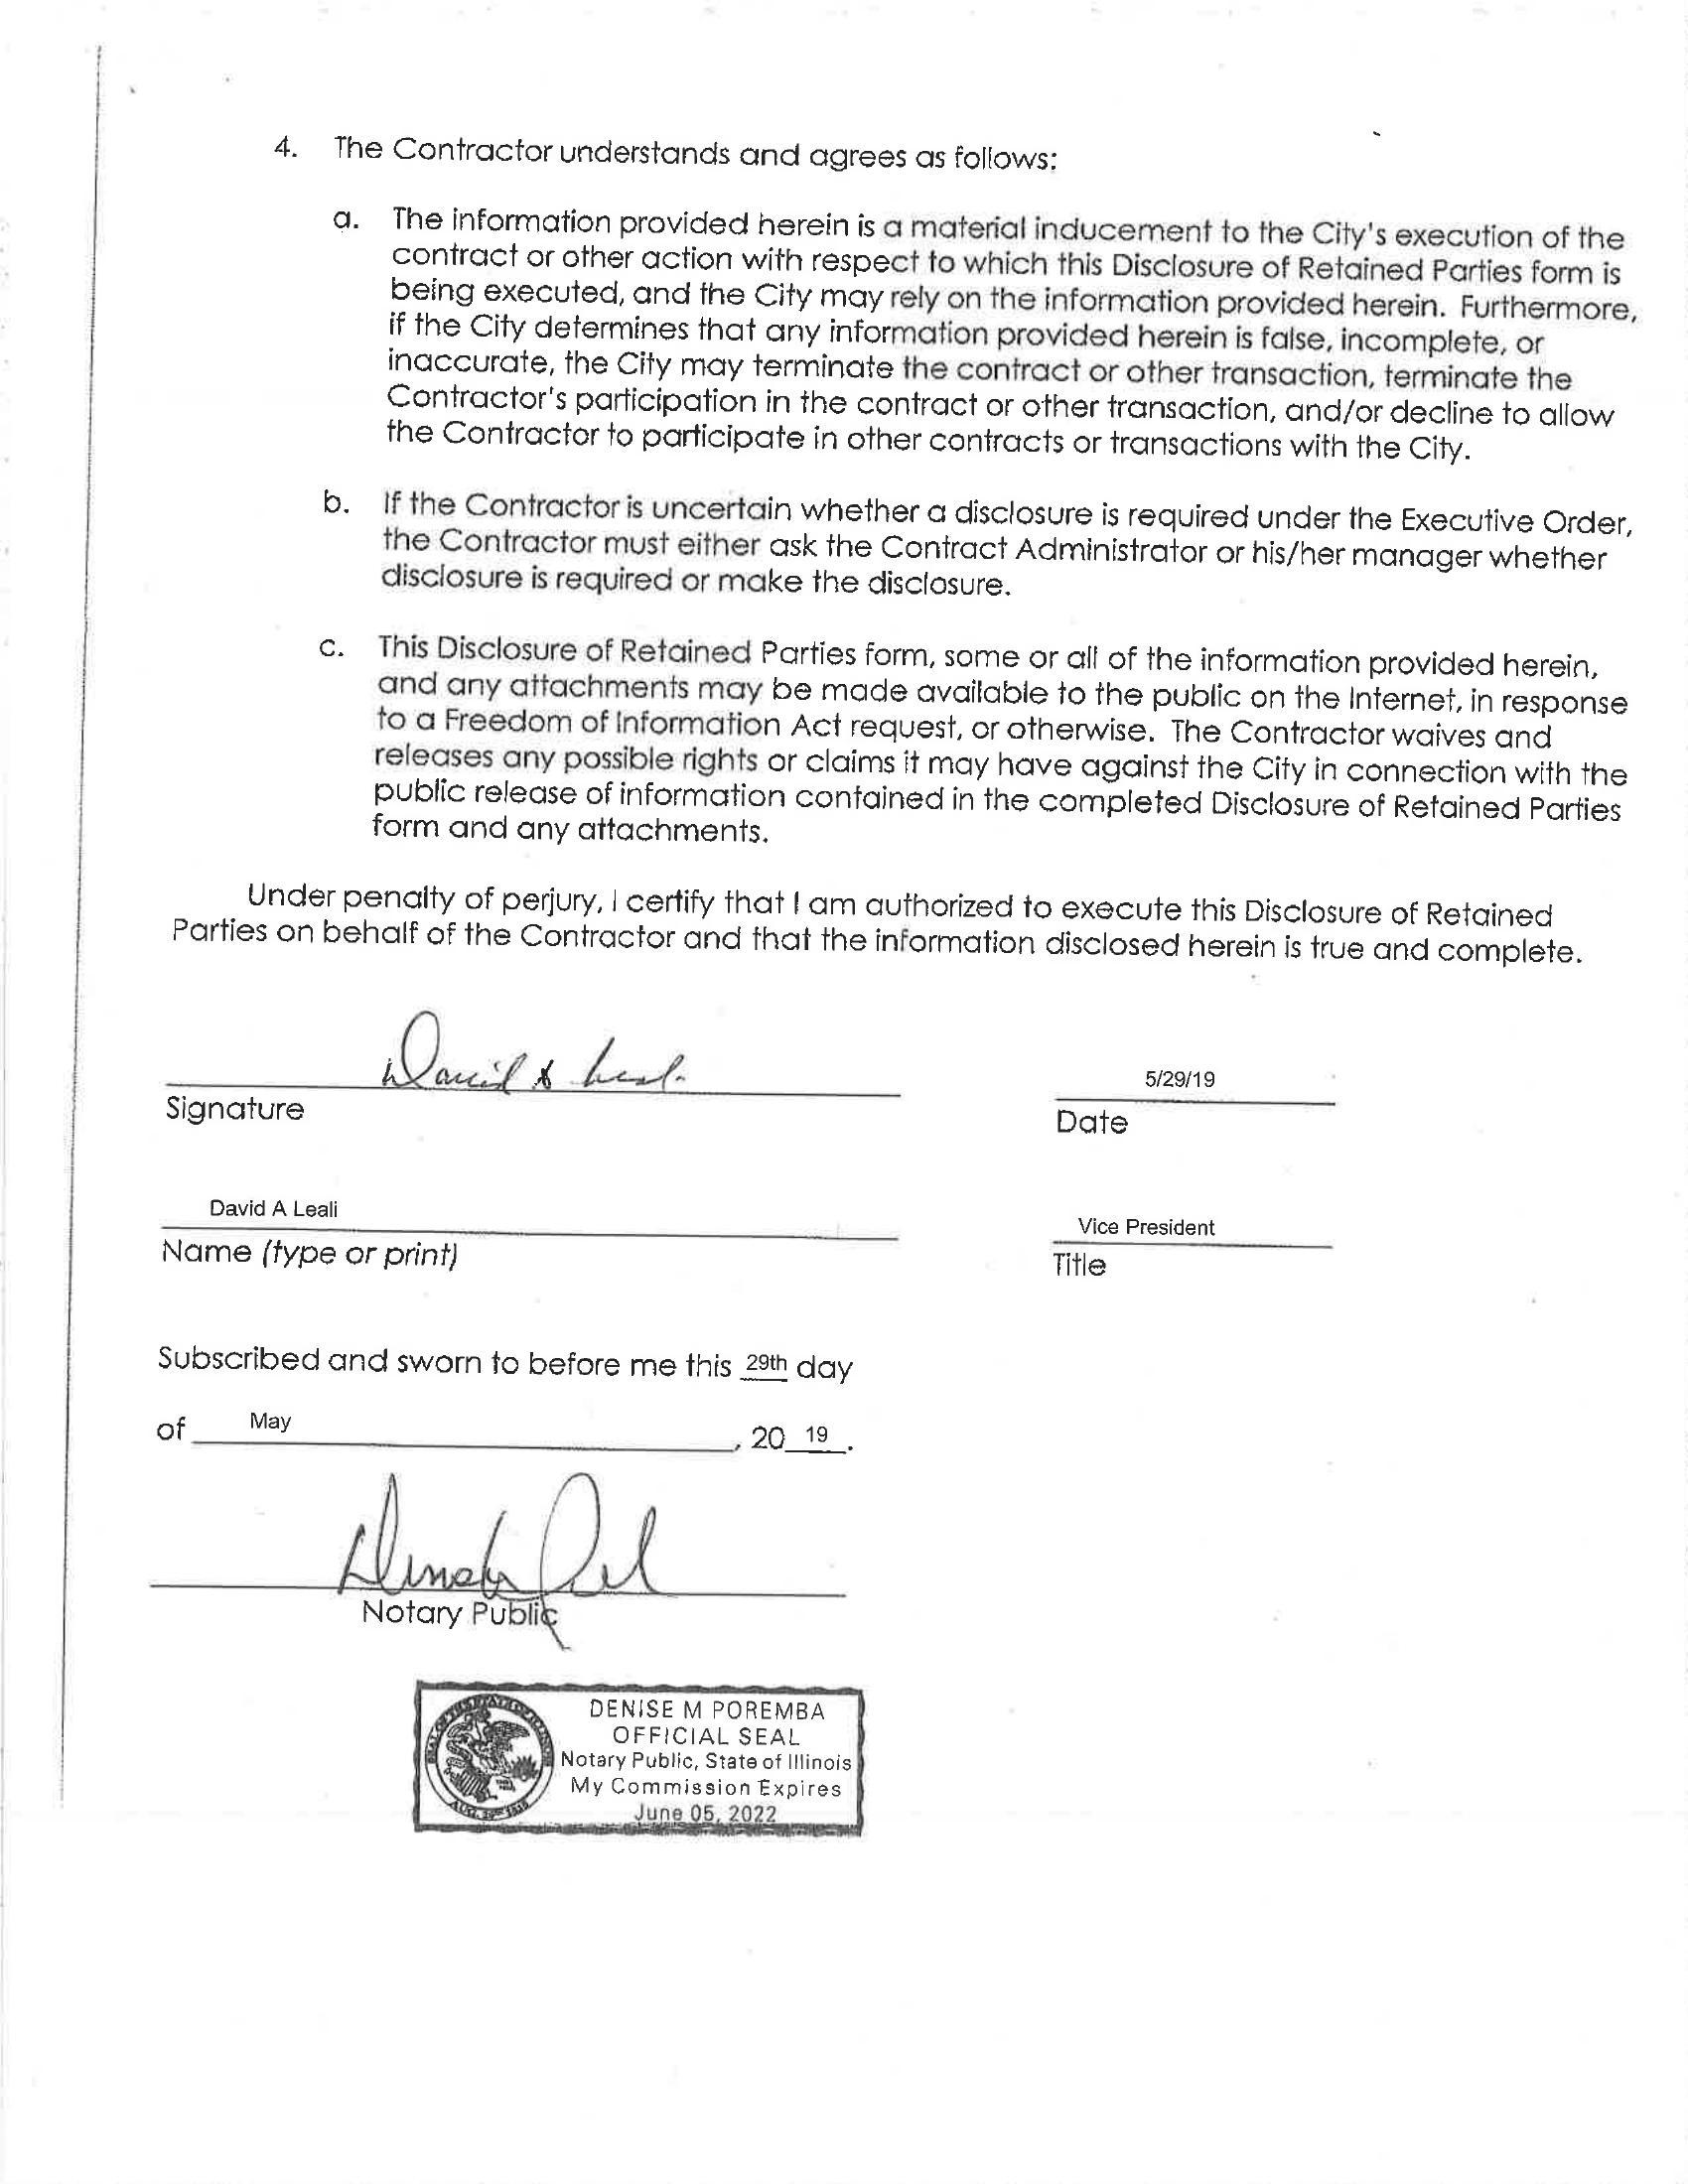 4. The Contractor understands and agrees as follows:
a. The information provided herein is a material inducement to the City's execution of the
contract or other action with respect to which this Disclosure of Retained Parties form is
being executed, and the City may rely on the information provided herein. Furthermore,
if the City determines that any information provided herein is false, incomplete, or
inaccurate, the City may terminate the contract or other transaction, terminate the
Contractor's participation in the contract or other transaction, and/or decline to allow
the Contractor to participate in other contracts or transactions with the City.
b. If the Contractor is uncertain whether a disclosure is required under the Executive Order,
the Contractor must either ask the Contract Administrator or his/her manager whether
disclosure is required or make the disclosure.
c. This Disclosure of Retained Parties form, some or all of the information provided herein,
and any attachments may be made available to the public on the Internet, in response
to a Freedom of Information Act request, or otherwise. The Contractor waives and
releases any possible rights or claims it may have against the City in connection with the
public release of information contained in the completed Disclosure of Retained Parties
form and any attachments.
Under penalty of perjury, I certify that I am authorized to execute this Disclosure of Retained
Parties on behalf of the Contractor and that the information disclosed herein is true and complete.
David A Leali
5/29/19
Signature
Date
David A Leali
Vice President
Name (type or print)
Title
Subscribed and sworn to before me this 29th day
of May, 20 19.
Notary Public
DENISE M POREMBA
OFFICIAL SEAL
Notary Public, State of Illinois
My Commission Expires
June 05, 2022